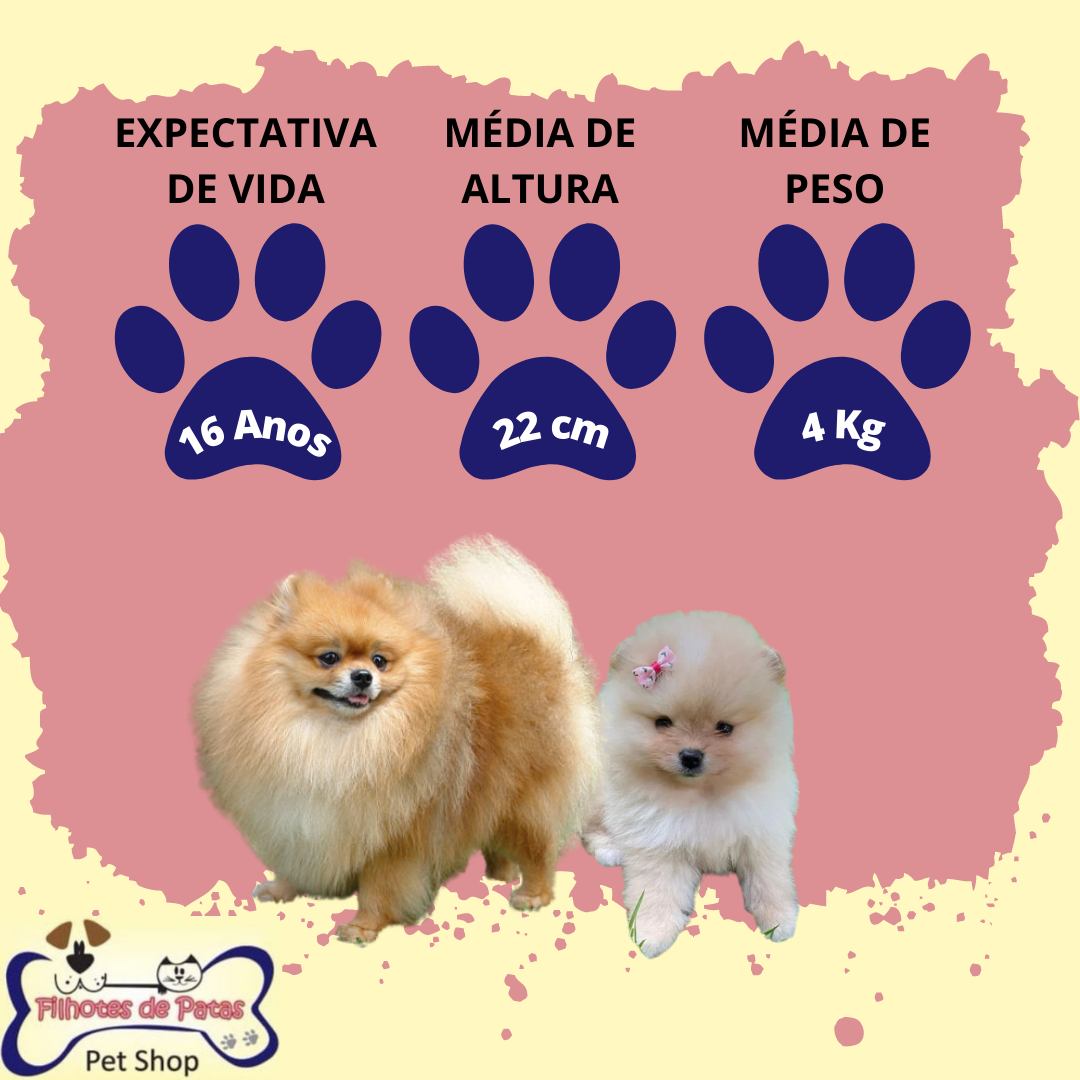 EXPECTATIVA
DE VIDA
16 Anos
MÉDIA DE
ALTURA
22 cm
MÉDIA DE
PESO
4 Kg
Filhotes de Patas
Pet Shop